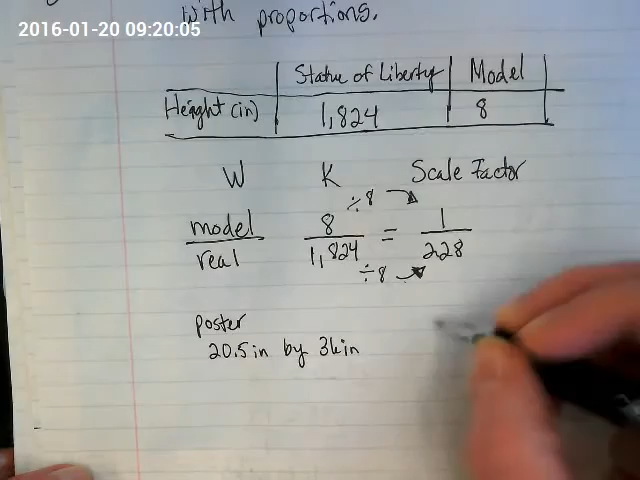 with proportions.
2016-01-20 09:20:05
Statue of Liberty Model
Height (in) 1,824 8
W K Scale Factor
÷8
model 8 = 1
real 1,824 228
÷8
poster
20.5 in by 36 in